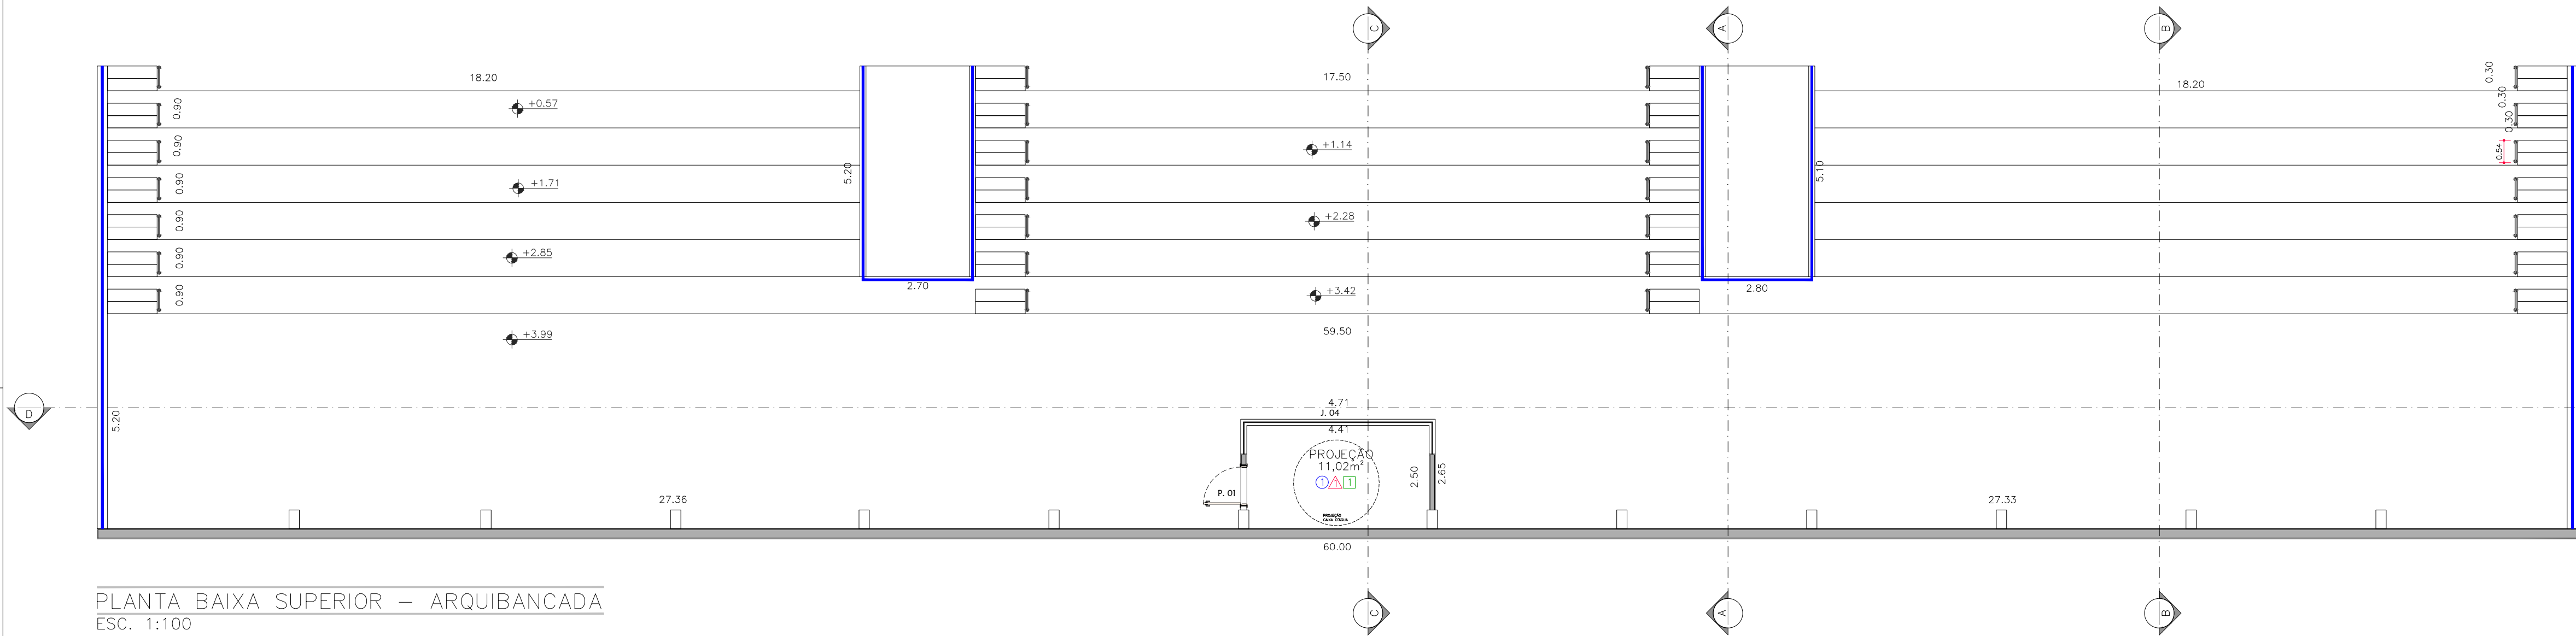 C
A
B
18.20
17.50
18.20
0.30
0.30
0.30
0.54
+0.57
0.90
0.90
0.90
0.90
0.90
0.90
+1.14
+1.71
+2.28
+2.85
+3.42
+3.99
5.20
5.10
2.70
2.80
59.50
D
5.20
4.71
J. 04
4.41
PROJEÇÃO
11,02m²
1 1 1
2.50
2.65
P. 01
PROJEÇÃO
CAIXA D'ÁGUA
27.36
27.33
60.00
PLANTA BAIXA SUPERIOR – ARQUIBANCADA
ESC. 1:100
C
A
B